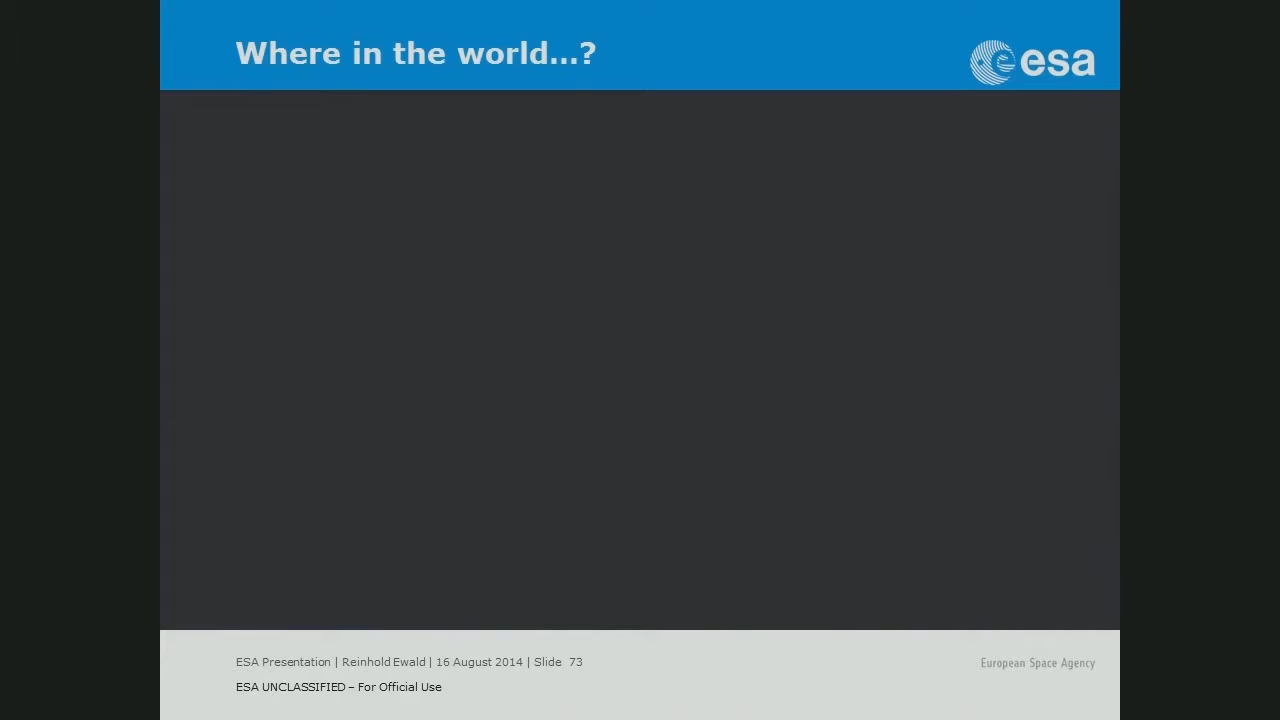 Where in the world...?
esa
ESA Presentation | Reinhold Ewald | 16 August 2014 | Slide 73
European Space Agency
ESA UNCLASSIFIED – For Official Use